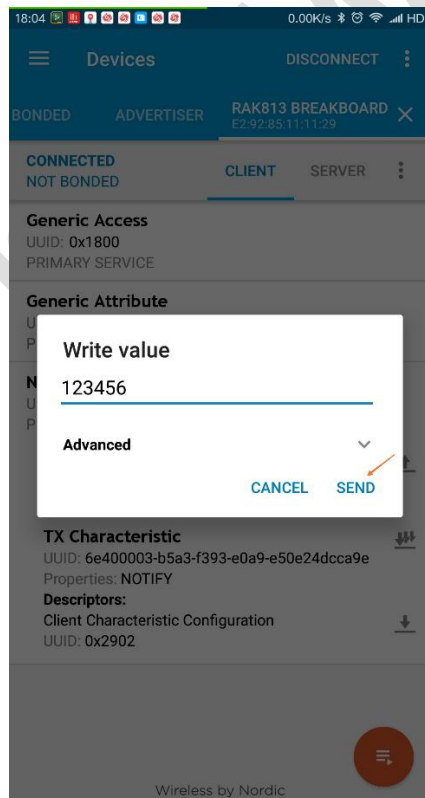 18:04 0.00K/s HD
Devices DISCONNECT
BONDED ADVERTISER RAK813 BREAKBOARD
E2:92:85:11:11:29
CONNECTED
NOT BONDED CLIENT SERVER
Generic Access
UUID: 0x1800
PRIMARY SERVICE
Generic Attribute
U
P
Write value
N
123456
U
P
Advanced
CANCEL SEND
TX Characteristic
UUID: 6e400003-b5a3-f393-e0a9-e50e24dcca9e
Properties: NOTIFY
Descriptors:
Client Characteristic Configuration
UUID: 0x2902
Wireless by Nordic